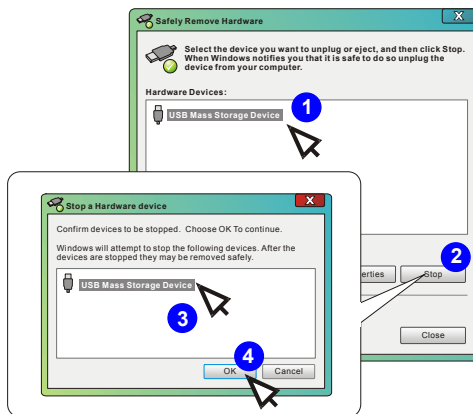 Safely Remove Hardware
X
Select the device you want to unplug or eject, and then click Stop.
When Windows notifies you that it is safe to do so unplug the
device from your computer.
Hardware Devices:
USB Mass Storage Device
1
2
erties
Stop
Close
Stop a Hardware device
X
Confirm devices to be stopped. Choose OK To continue.
Windows will attempt to stop the following devices. After the
devices are stopped they may be removed safely.
USB Mass Storage Device
3
4
OK
Cancel